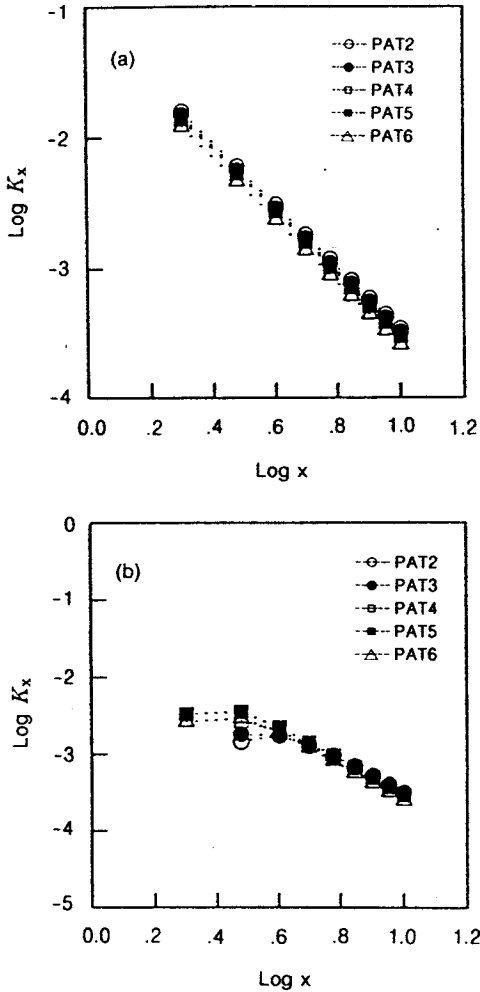 -1
(a)
PAT2
PAT3
PAT4
PAT5
PAT6
-2
Log Kx
-3
-4
0.0 .2 .4 .6 .8 1.0 1.2
Log x
0
(b)
PAT2
PAT3
PAT4
PAT5
PAT6
-1
-2
Log Kx
-3
-4
-5
0.0 .2 .4 .6 .8 1.0 1.2
Log x